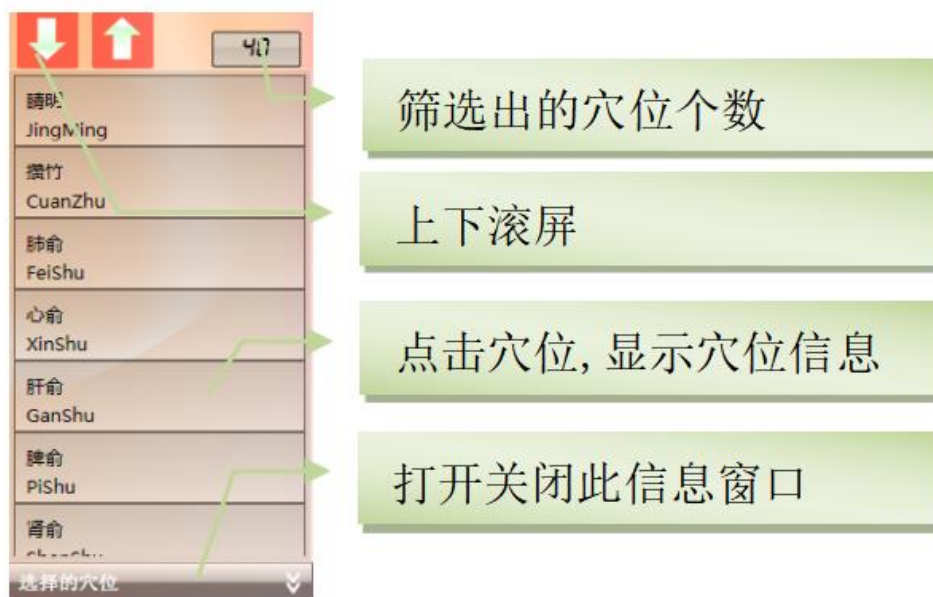 40
睛明
JingMing
攒竹
CuanZhu
肺俞
FeiShu
心俞
XinShu
肝俞
GanShu
脾俞
PiShu
肾俞
ShenShu
选择的穴位
筛选出的穴位个数
上下滚屏
点击穴位,显示穴位信息
打开关闭此信息窗口